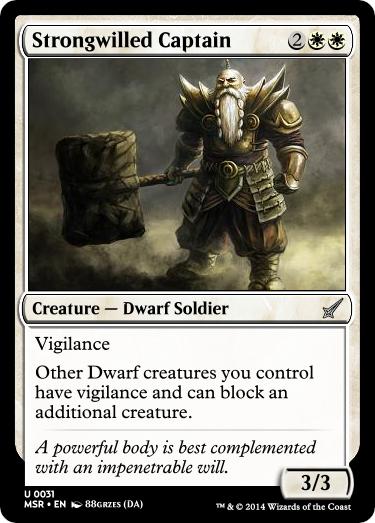 Strongwilled Captain 2
Creature — Dwarf Soldier
Vigilance
Other Dwarf creatures you control
have vigilance and can block an
additional creature.
A powerful body is best complemented
with an impenetrable will.
3/3
U 0031
MSR • EN 88GRZES (DA)
™ & © 2014 Wizards of the Coast